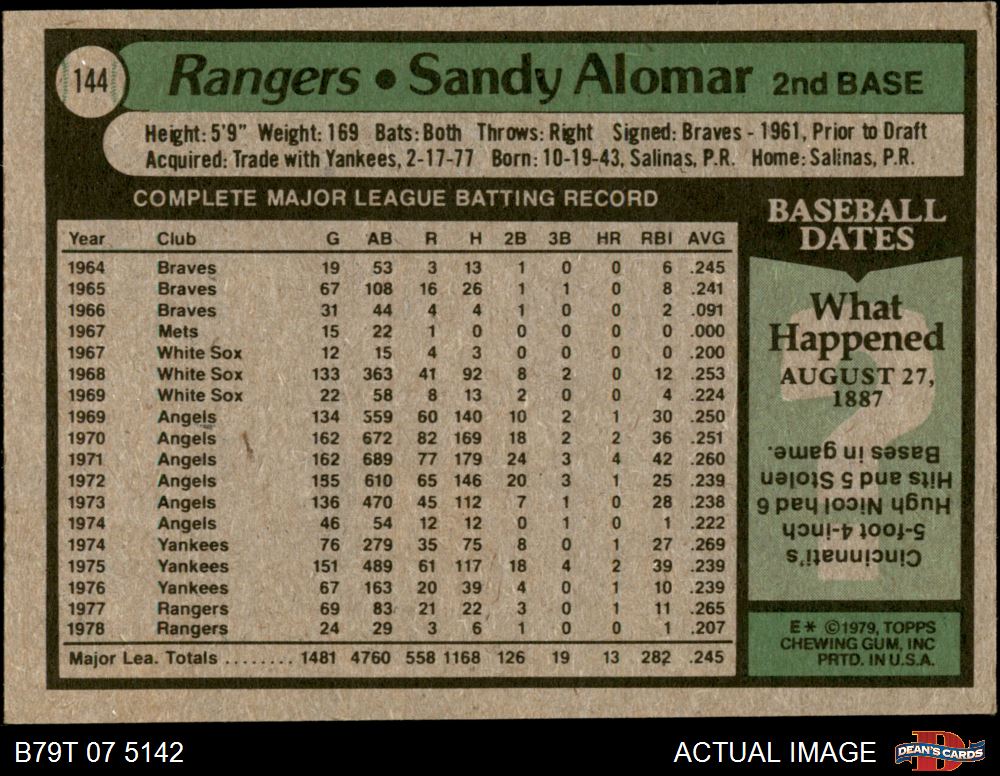 144
Rangers • Sandy Alomar 2nd BASE
Height: 5'9" Weight: 169 Bats: Both Throws: Right Signed: Braves - 1961, Prior to Draft
Acquired: Trade with Yankees, 2-17-77 Born: 10-19-43, Salinas, P.R. Home: Salinas, P.R.
COMPLETE MAJOR LEAGUE BATTING RECORD
Year Club G AB R H 2B 3B HR RBI AVG
1964 Braves 19 53 3 13 1 0 0 6 .245
1965 Braves 67 108 16 26 1 1 0 8 .241
1966 Braves 31 44 4 4 1 0 0 2 .091
1967 Mets 15 22 1 0 0 0 0 0 .000
1967 White Sox 12 15 4 3 0 0 0 0 .200
1968 White Sox 133 363 41 92 8 2 0 12 .253
1969 White Sox 22 58 8 13 2 0 0 4 .224
1969 Angels 134 559 60 140 10 2 1 30 .250
1970 Angels 162 672 82 169 18 2 2 36 .251
1971 Angels 162 689 77 179 24 3 4 42 .260
1972 Angels 155 610 65 146 20 3 1 25 .239
1973 Angels 136 470 45 112 7 1 0 28 .238
1974 Angels 46 54 12 12 0 1 0 1 .222
1974 Yankees 76 279 35 75 8 0 1 27 .269
1975 Yankees 151 489 61 117 18 4 2 39 .239
1976 Yankees 67 163 20 39 4 0 1 10 .239
1977 Rangers 69 83 21 22 3 0 1 11 .265
1978 Rangers 24 29 3 6 1 0 0 1 .207
Major Lea. Totals ........ 1481 4760 558 1168 126 19 13 282 .245
BASEBALL
DATES
What
Happened
AUGUST 27,
1887
Cincinnati's
5-foot 4-inch
Hugh Nicol had 6
Hits and 5 Stolen
Bases in game.
E* ©1979, TOPPS
CHEWING GUM, INC
PRTD. IN U.S.A.
B79T 07 5142
ACTUAL IMAGE
DEAN'S CARDS